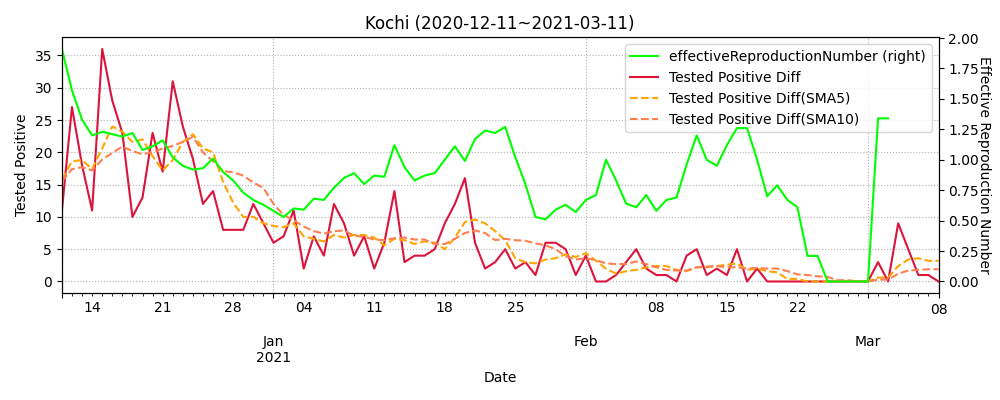 Kochi (2020-12-11~2021-03-11)
effectiveReproductionNumber (right)
Tested Positive Diff
Tested Positive Diff(SMA5)
Tested Positive Diff(SMA10)
Tested Positive
35
30
25
20
15
10
5
0
2.00
1.75
1.50
1.25
1.00
0.75
0.50
0.25
0.00
Effective Reproduction Number
14 21 28 04 11 18 25 08 15 22 08
Jan Feb Mar
2021
Date